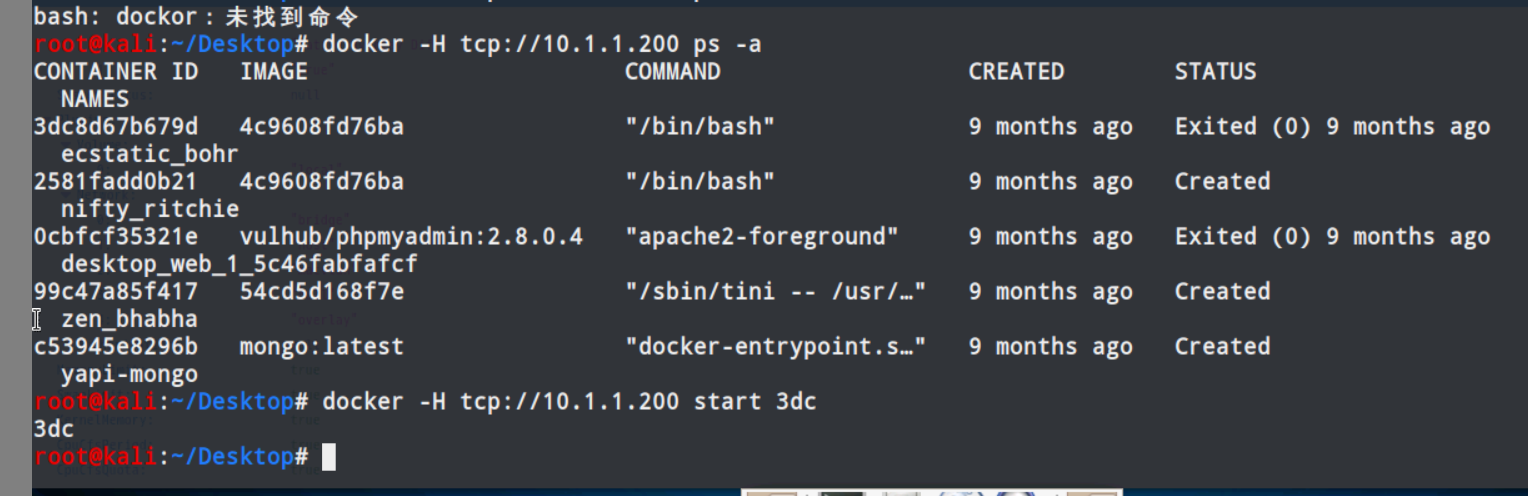 bash: dockor：未找到命令
root@kali:~/Desktop# docker -H tcp://10.1.1.200 ps -a
CONTAINER ID   IMAGE                       COMMAND                  CREATED         STATUS
  NAMES
3dc8d67b679d   4c9608fd76ba                "/bin/bash"              9 months ago    Exited (0) 9 months ago
  ecstatic_bohr
2581fadd0b21   4c9608fd76ba                "/bin/bash"              9 months ago    Created
  nifty_ritchie
0cbfcf35321e   vulhub/phpmyadmin:2.8.0.4   "apache2-foreground"     9 months ago    Exited (0) 9 months ago
  desktop_web_1_5c46fabfafcf
99c47a85f417   54cd5d168f7e                "/sbin/tini -- /usr/…"   9 months ago    Created
  zen_bhabha
c53945e8296b   mongo:latest                "docker-entrypoint.s…"   9 months ago    Created
  yapi-mongo
root@kali:~/Desktop# docker -H tcp://10.1.1.200 start 3dc
3dc
root@kali:~/Desktop#